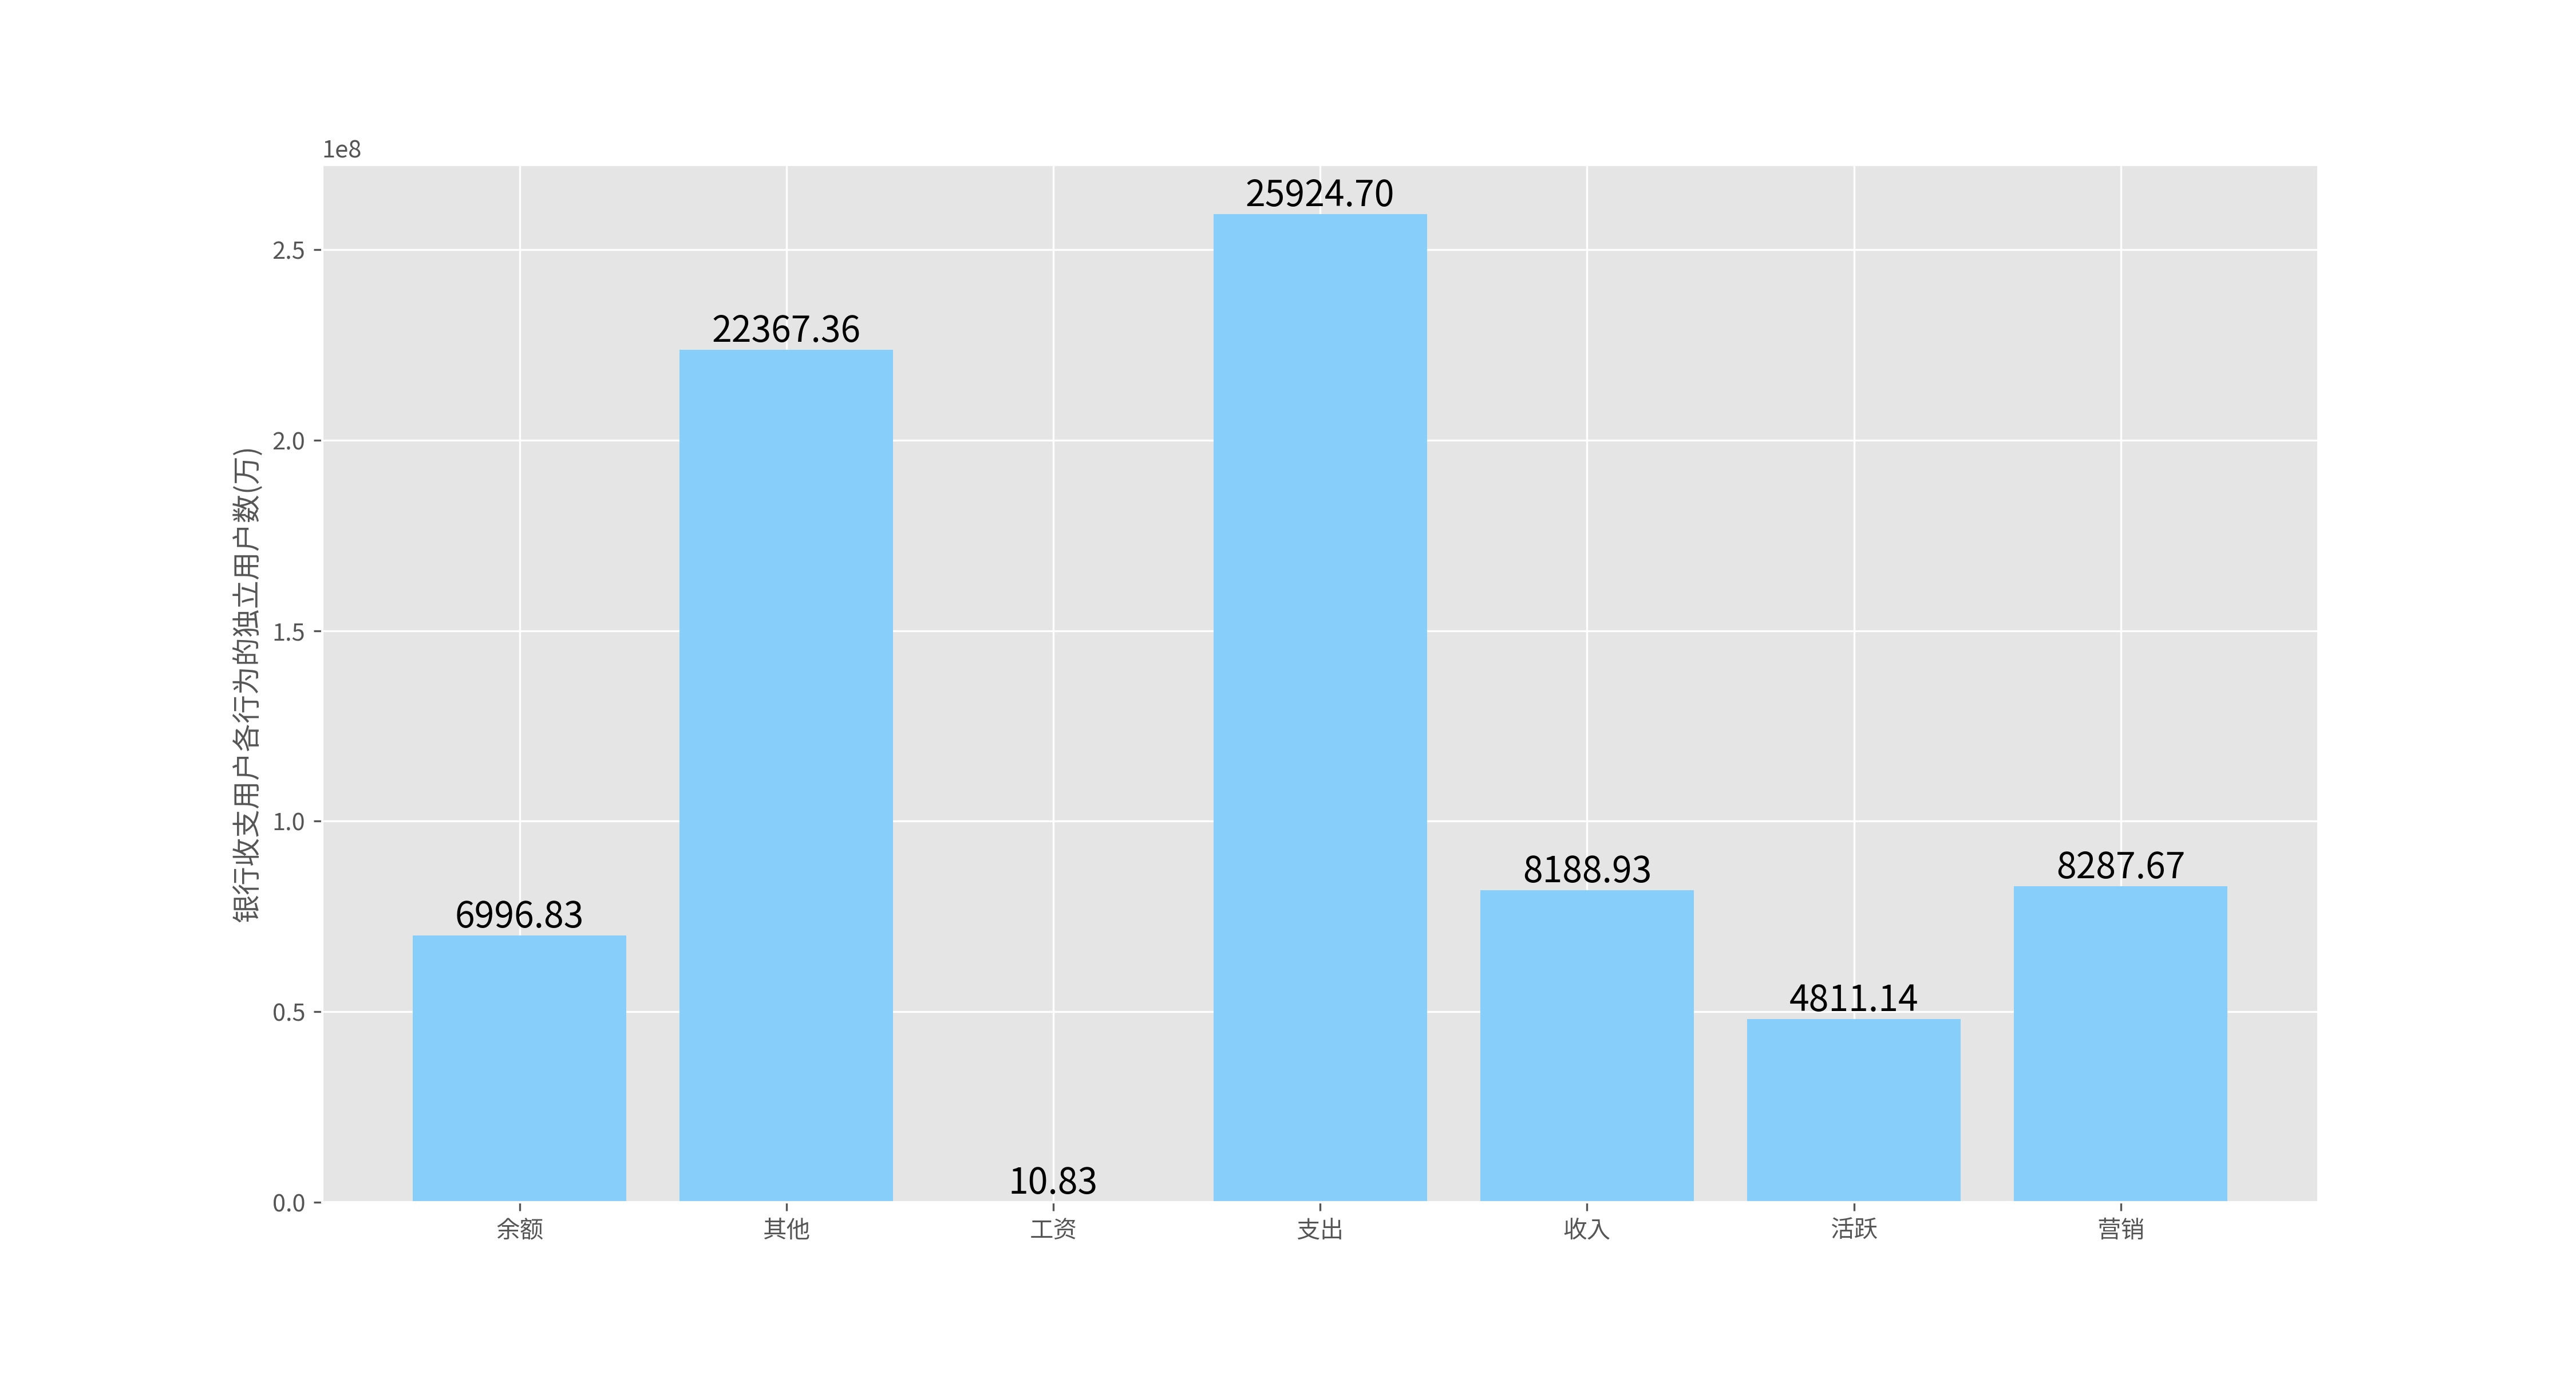 1e8
银行收支用户各行为的独立用户数(万)
2.5
2.0
1.5
1.0
0.5
0.0
6996.83
22367.36
10.83
25924.70
8188.93
4811.14
8287.67
余额
其他
工资
支出
收入
活跃
营销